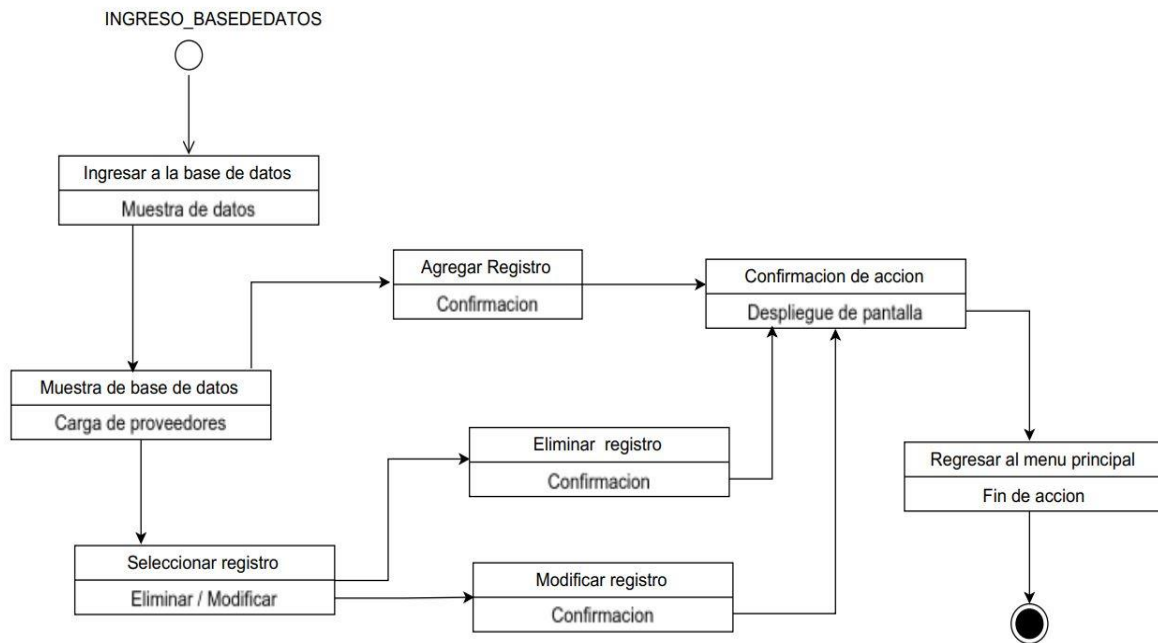 INGRESO_BASEDEDATOS
Ingresar a la base de datos
Muestra de datos
Agregar Registro
Confirmacion
Confirmacion de accion
Despliegue de pantalla
Muestra de base de datos
Carga de proveedores
Eliminar registro
Confirmacion
Regresar al menu principal
Fin de accion
Seleccionar registro
Eliminar / Modificar
Modificar registro
Confirmacion